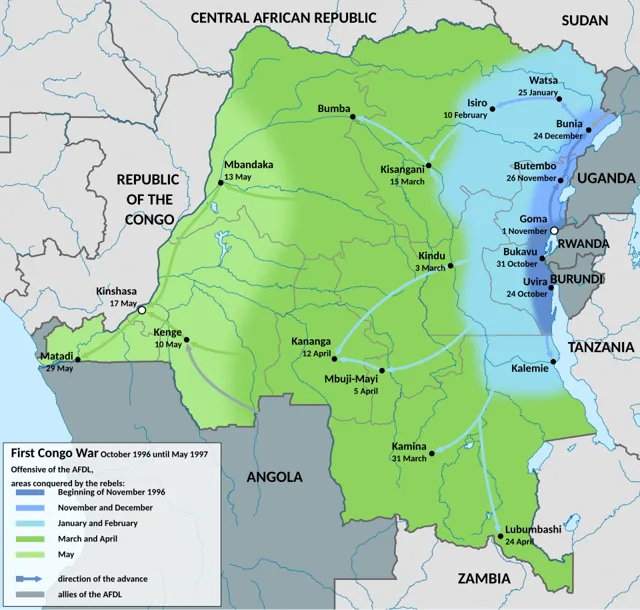 CENTRAL AFRICAN REPUBLIC
SUDAN
Watsa
25 January
Isiro
10 February
Bumba
Bunia
24 December
Mbandaka
13 May
Kisangani
15 March
Butembo
26 November
UGANDA
REPUBLIC
OF THE
CONGO
Goma
1 November
RWANDA
Kindu
3 March
Bukavu
31 October
Uvira
24 October
BURUNDI
Kinshasa
17 May
Kenge
10 May
Kananga
12 April
Matadi
29 May
TANZANIA
Mbuji-Mayi
5 April
Kalemie
Kamina
31 March
ANGOLA
Lubumbashi
24 April
ZAMBIA
First Congo War October 1996 until May 1997
Offensive of the AFDL,
areas conquered by the rebels:
Beginning of November 1996
November and December
January and February
March and April
May
direction of the advance
allies of the AFDL